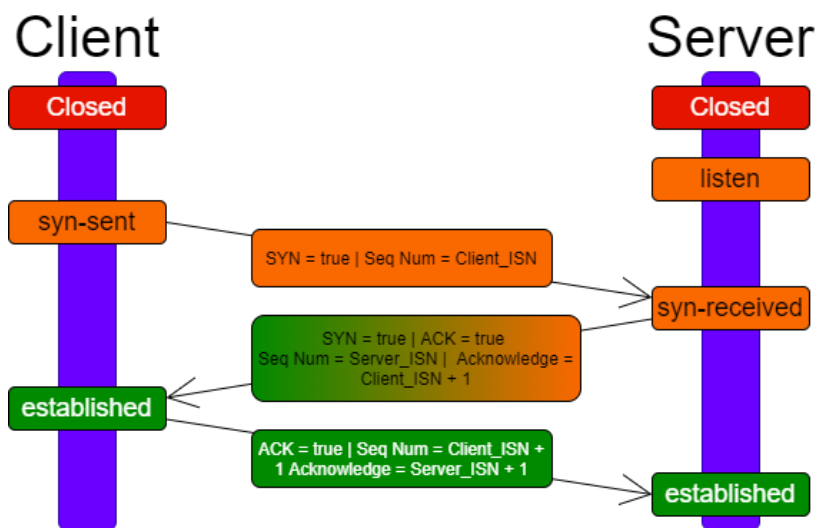 Client
Server
Closed
Closed
listen
syn-sent
SYN = true | Seq Num = Client_ISN
syn-received
SYN = true | ACK = true
Seq Num = Server_ISN | Acknowledge =
Client_ISN + 1
established
ACK = true | Seq Num = Client_ISN +
1 Acknowledge = Server_ISN + 1
established